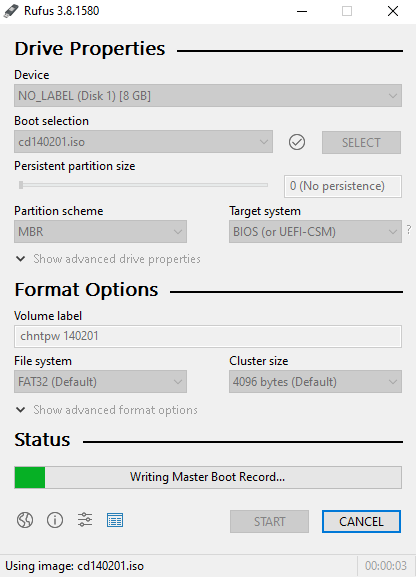 Rufus 3.8.1580
Drive Properties
Device
NO_LABEL (Disk 1) [8 GB]
Boot selection
cd140201.iso
SELECT
Persistent partition size
0 (No persistence)
Partition scheme
Target system
MBR
BIOS (or UEFI-CSM)
?
Show advanced drive properties
Format Options
Volume label
chntpw 140201
File system
Cluster size
FAT32 (Default)
4096 bytes (Default)
Show advanced format options
Status
Writing Master Boot Record...
START
CANCEL
Using image: cd140201.iso
00:00:03